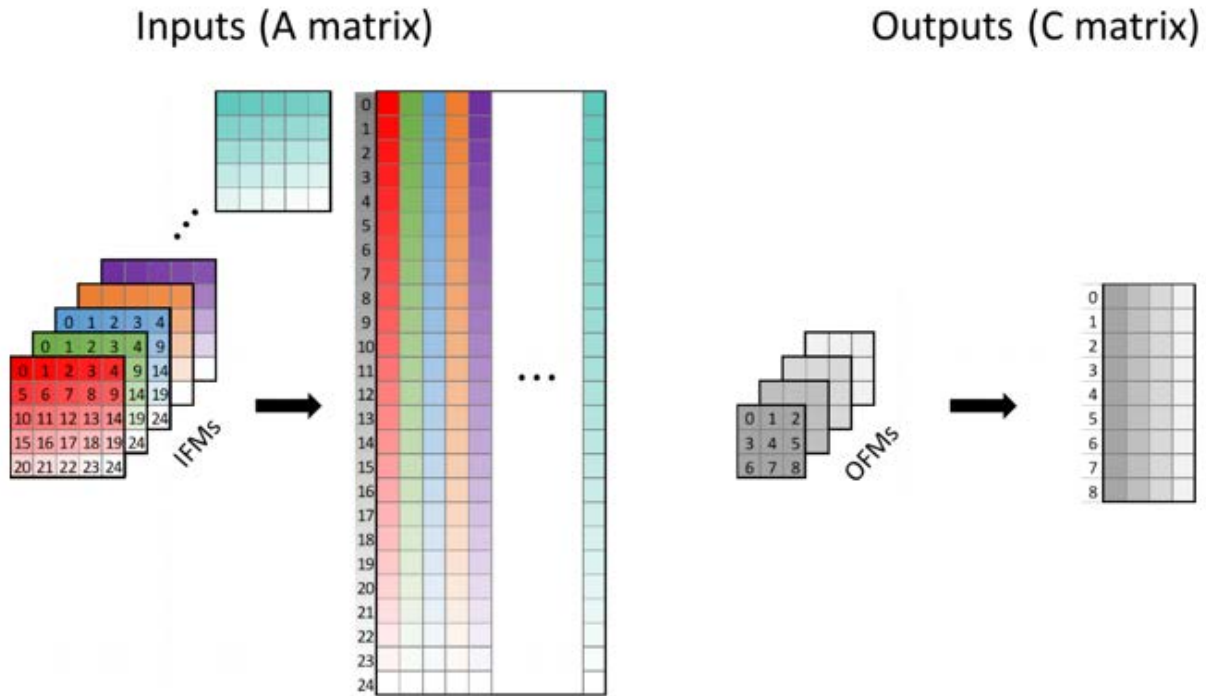 Inputs (A matrix)
Outputs (C matrix)
0 1 2 3 4
0 1 2 3 4 9
0 1 2 3 4 9 14
5 6 7 8 9 14 19
10 11 12 13 14 19 24
15 16 17 18 19 24
20 21 22 23 24
IFMs
0
1
2
3
4
5
6
7
8
9
10
11
12
13
14
15
16
17
18
19
20
21
22
23
24
...
0 1 2
3 4 5
6 7 8
OFMs
0
1
2
3
4
5
6
7
8